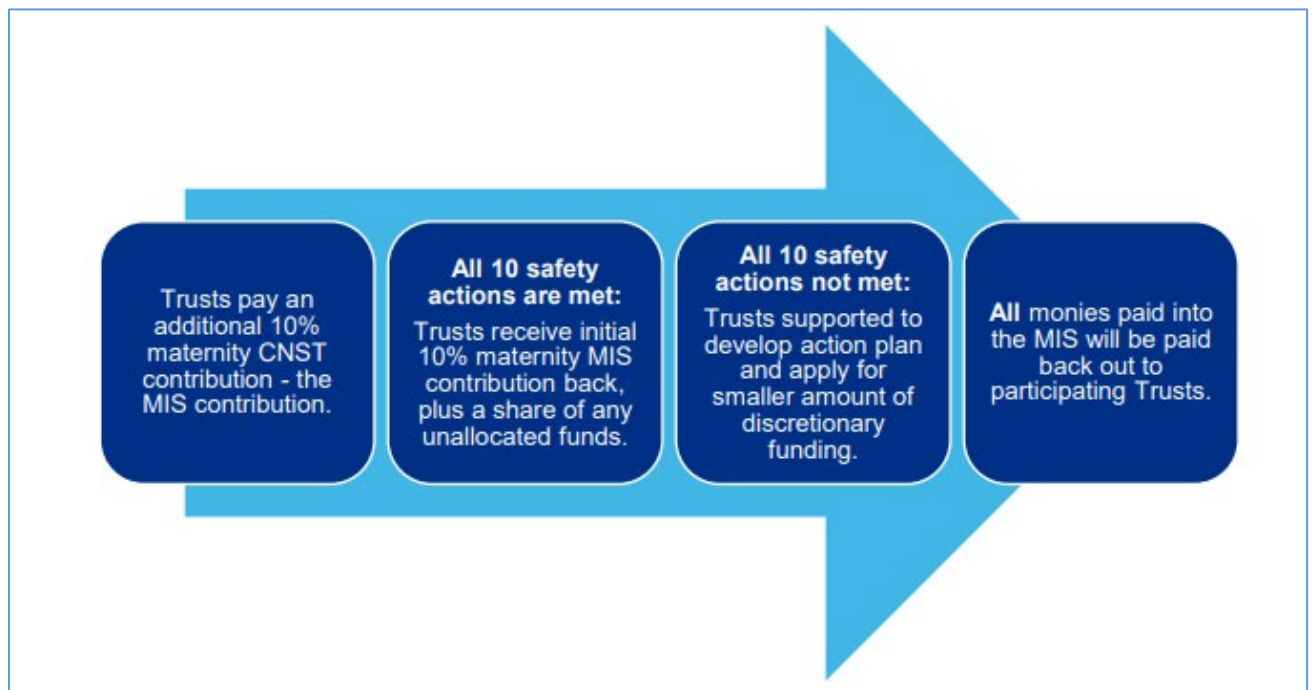 Trusts pay an
additional 10%
maternity CNST
contribution - the
MIS contribution.
All 10 safety
actions are met:
Trusts receive initial
10% maternity MIS
contribution back,
plus a share of any
unallocated funds.
All 10 safety
actions not met:
Trusts supported to
develop action plan
and apply for
smaller amount of
discretionary
funding.
All monies paid into
the MIS will be paid
back out to
participating Trusts.